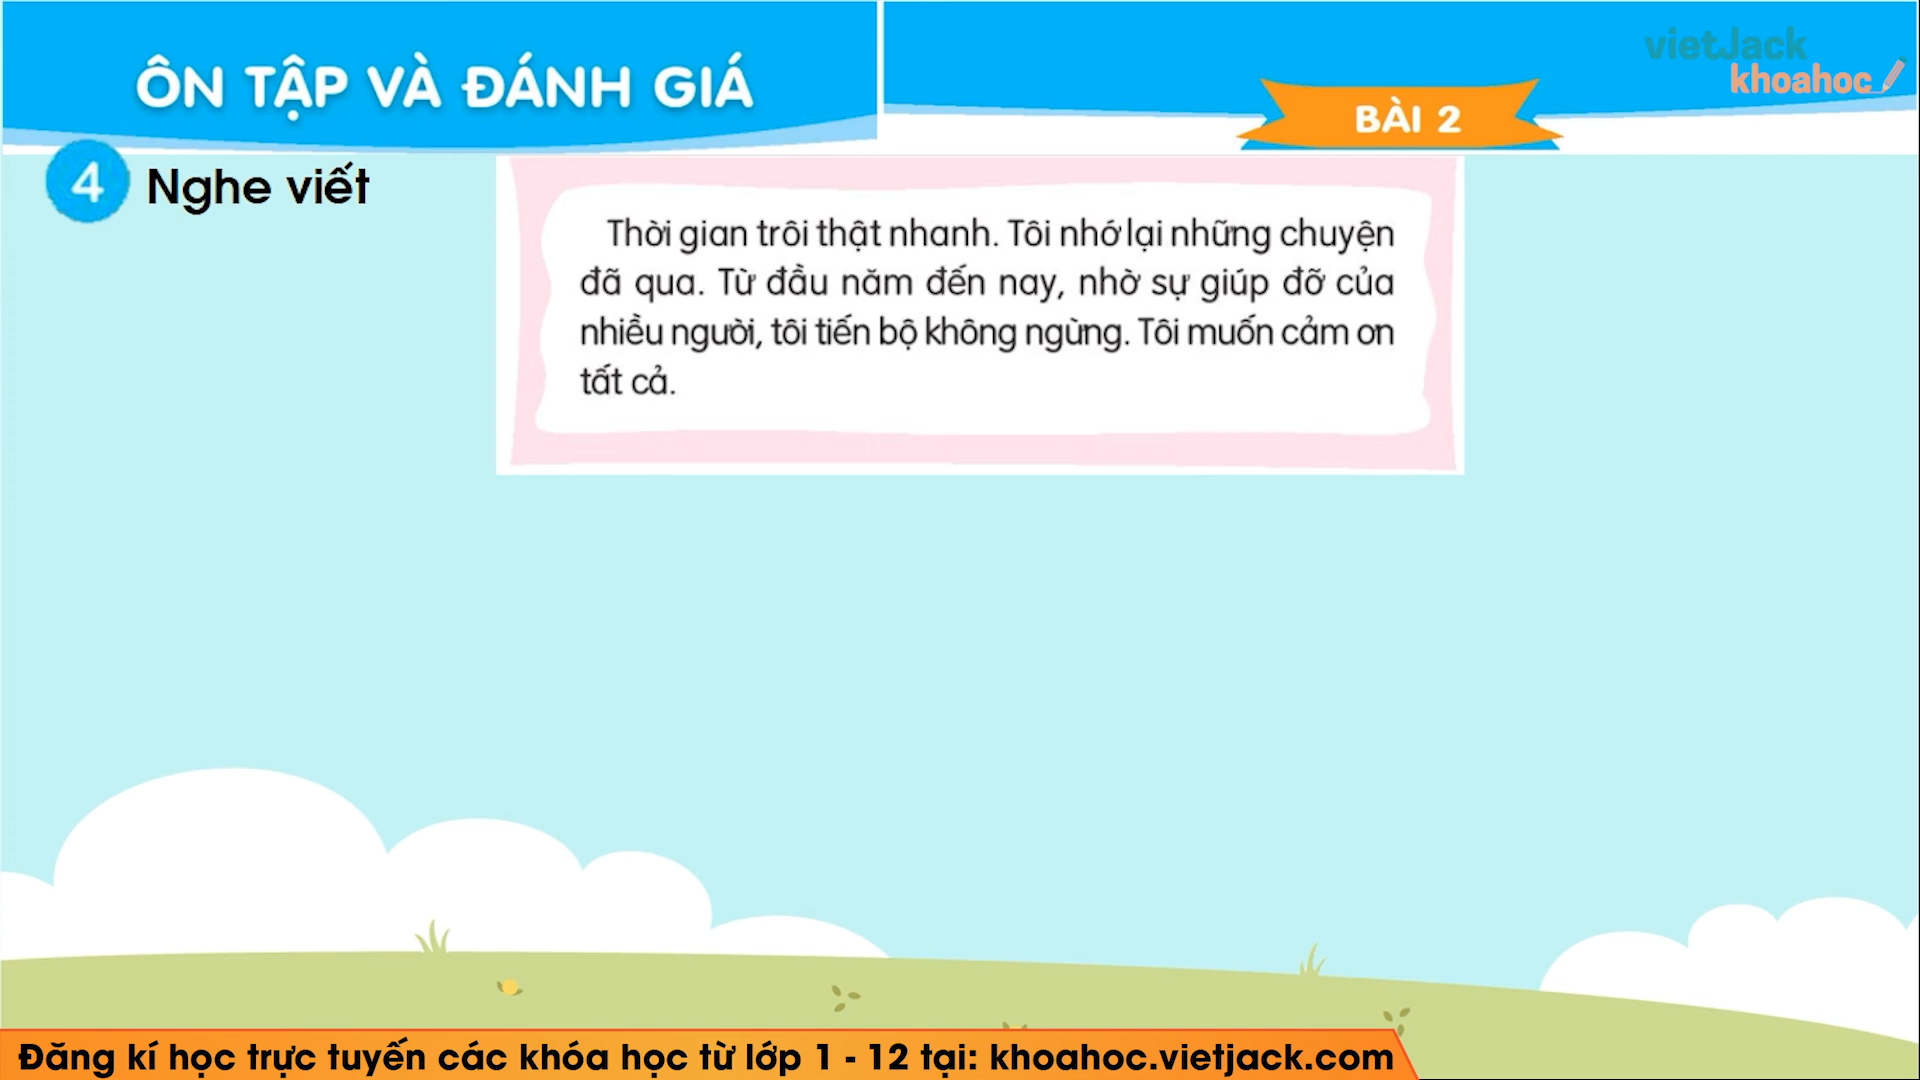 ÔN TẬP VÀ ĐÁNH GIÁ
vietJack
khoahoc
BÀI 2
4 Nghe viết
Thời gian trôi thật nhanh. Tôi nhớ lại những chuyện
đã qua. Từ đầu năm đến nay, nhờ sự giúp đỡ của
nhiều người, tôi tiến bộ không ngừng. Tôi muốn cảm ơn
tất cả.
Đăng kí học trực tuyến các khóa học từ lớp 1 - 12 tại: khoahoc.vietjack.com